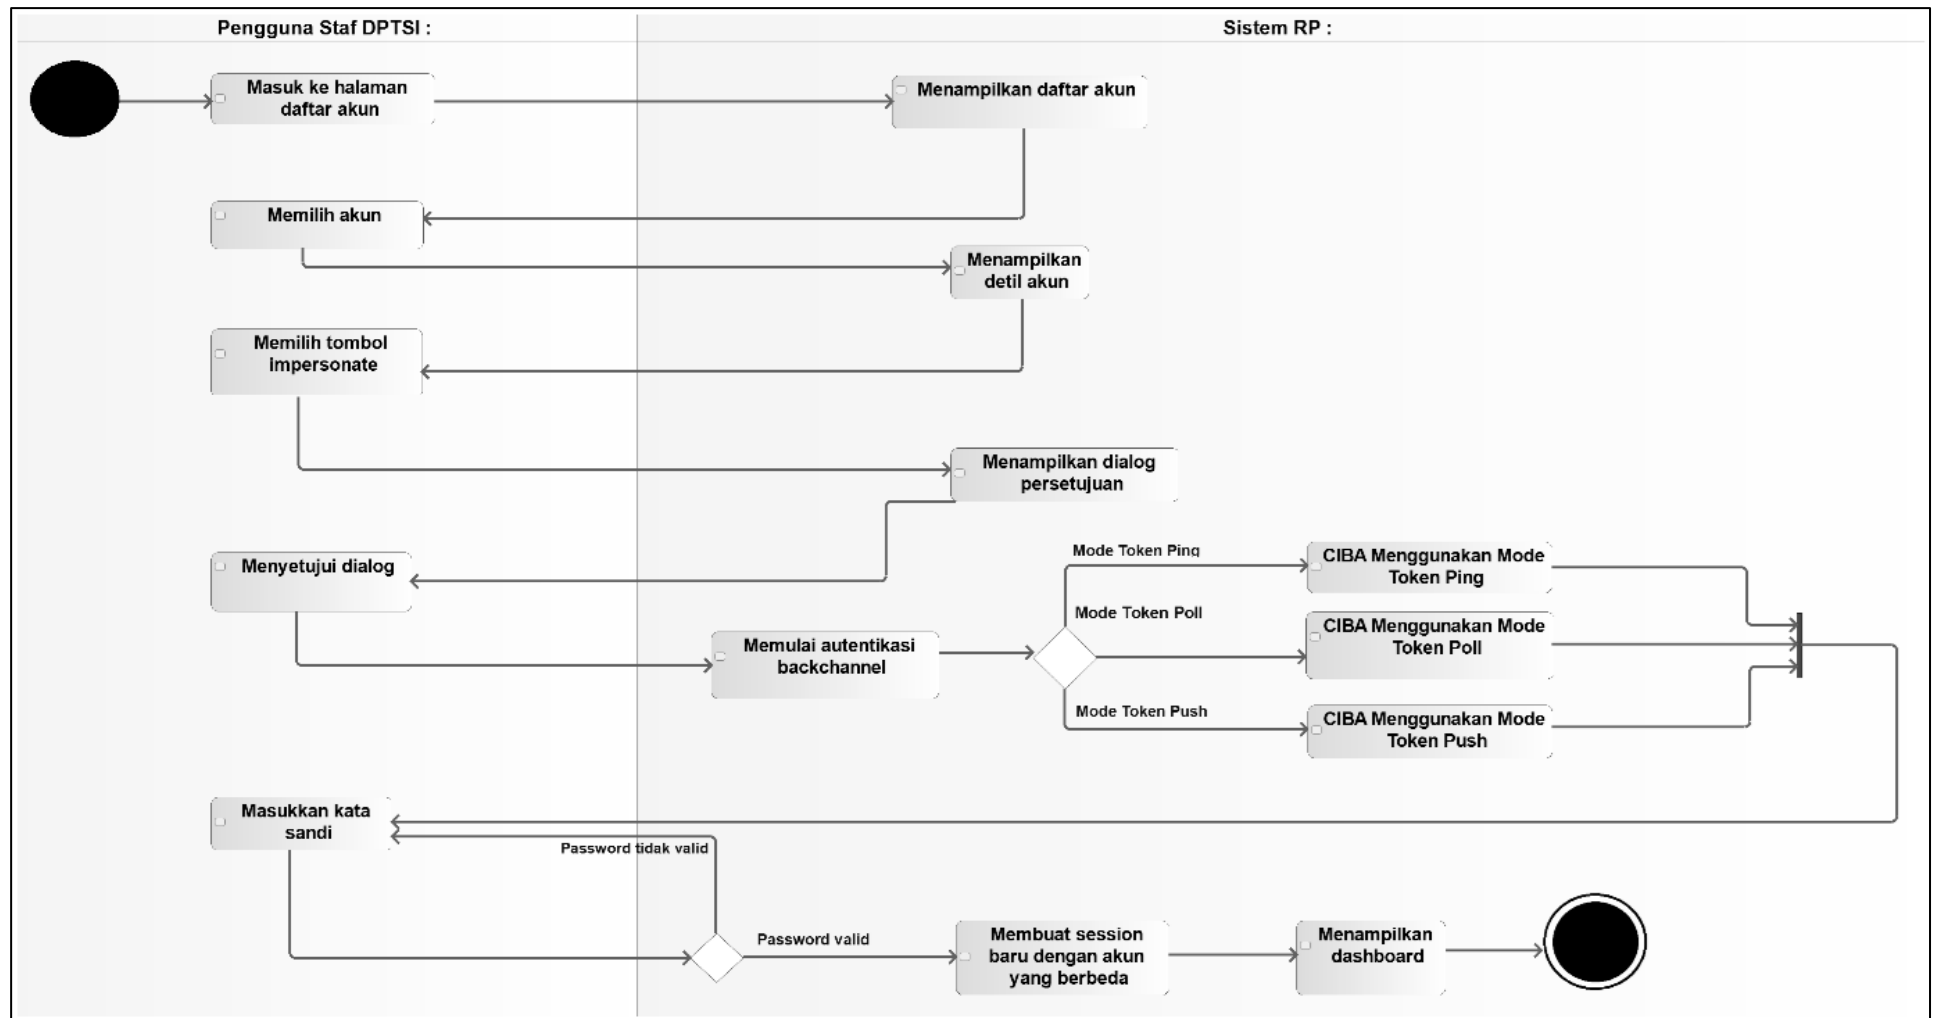 Pengguna Staf DPTSI :
Sistem RP :
Masuk ke halaman
daftar akun
Menampilkan daftar akun
Memilih akun
Menampilkan
detil akun
Memilih tombol
impersonate
Menampilkan dialog
persetujuan
Menyetujui dialog
Memulai autentikasi
backchannel
Mode Token Ping
CIBA Menggunakan Mode
Token Ping
Mode Token Poll
CIBA Menggunakan Mode
Token Poll
Mode Token Push
CIBA Menggunakan Mode
Token Push
Masukkan kata
sandi
Password tidak valid
Password valid
Membuat session
baru dengan akun
yang berbeda
Menampilkan
dashboard